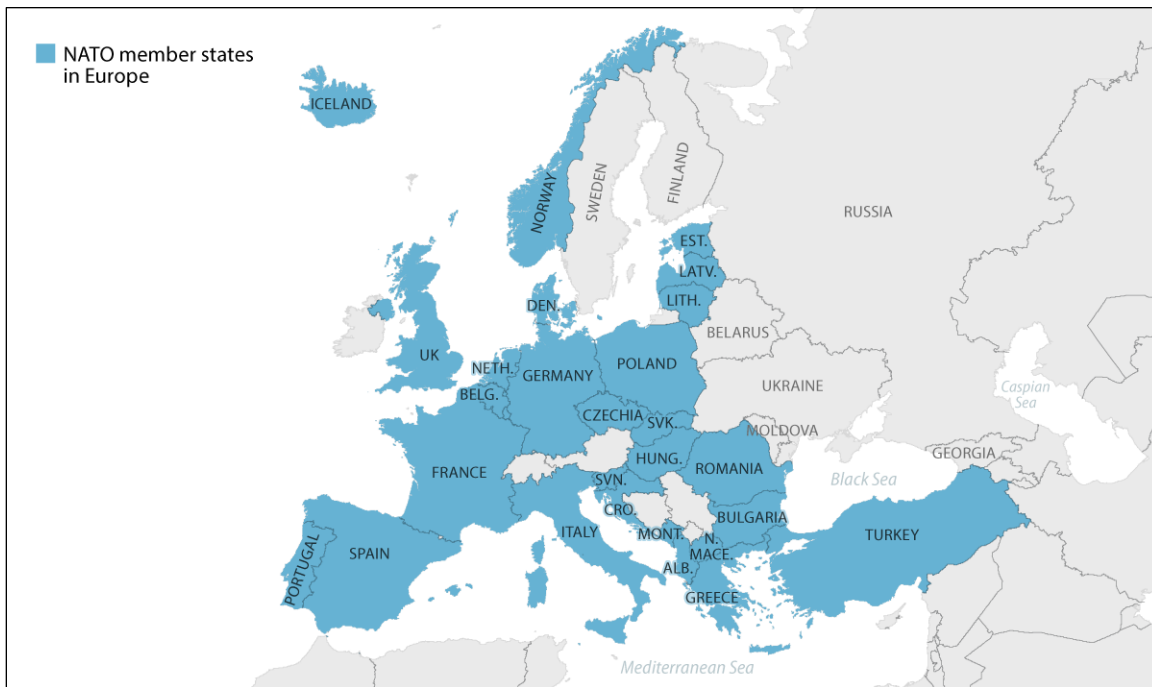 NATO member states
in Europe
ICELAND
NORWAY
SWEDEN
FINLAND
RUSSIA
EST.
LATV.
LITH.
DEN.
BELARUS
UK
NETH.
GERMANY
POLAND
BELG.
UKRAINE
Caspian
Sea
CZECHIA
SVK.
MOLDOVA
FRANCE
HUNG.
ROMANIA
GEORGIA
SVN.
Black Sea
CRO.
BULGARIA
ITALY
MONT.
N.
MACE.
TURKEY
PORTUGAL
SPAIN
ALB.
GREECE
Mediterranean Sea